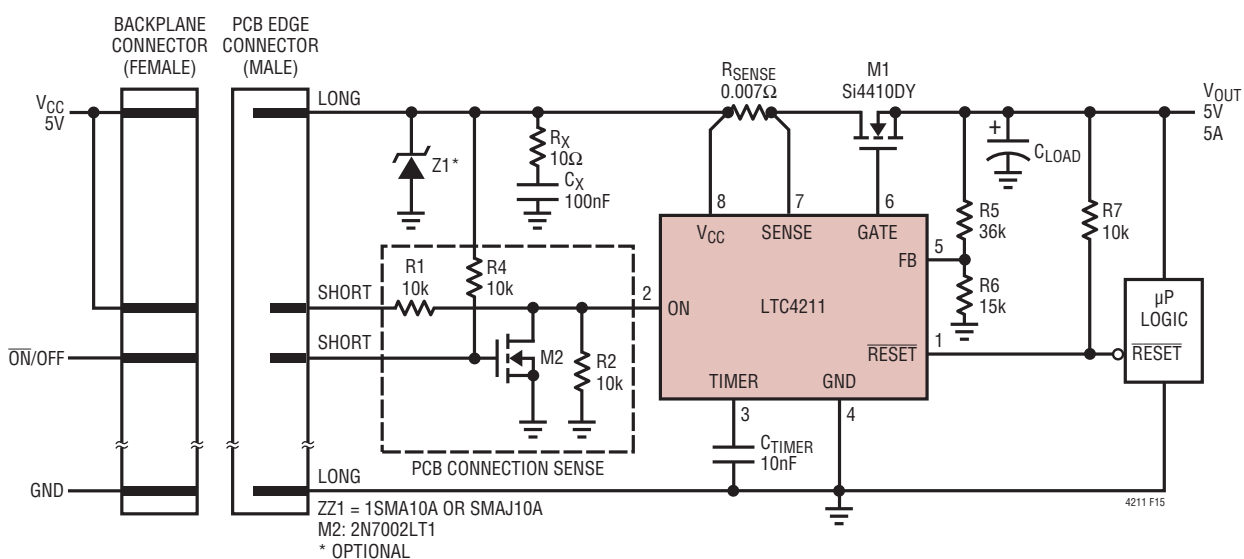 BACKPLANE
CONNECTOR
(FEMALE)
PCB EDGE
CONNECTOR
(MALE)
VCC
5V
LONG
Z1*
RX
10Ω
CX
100nF
RSENSE
0.007Ω
M1
Si4410DY
VOUT
5V
5A
+
CLOAD
8
7
6
VCC
SENSE
GATE
R5
36k
R7
10k
5
FB
R1
10k
R4
10k
SHORT
2
ON
LTC4211
R6
15k
µP
LOGIC
ON/OFF
SHORT
M2
R2
10k
RESET
1
RESET
TIMER
GND
3
4
CTIMER
10nF
PCB CONNECTION SENSE
GND
LONG
ZZ1 = 1SMA10A OR SMAJ10A
M2: 2N7002LT1
* OPTIONAL
4211 F15